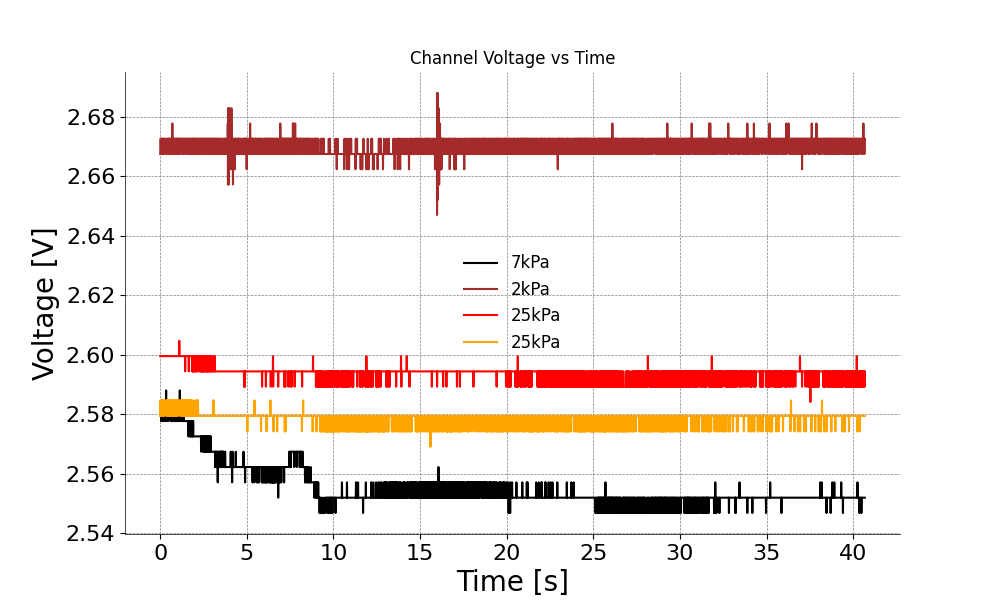 Channel Voltage vs Time
Voltage [V]
2.68
2.66
2.64
2.62
2.60
2.58
2.56
2.54
7kPa
2kPa
25kPa
25kPa
0 5 10 15 20 25 30 35 40
Time [s]